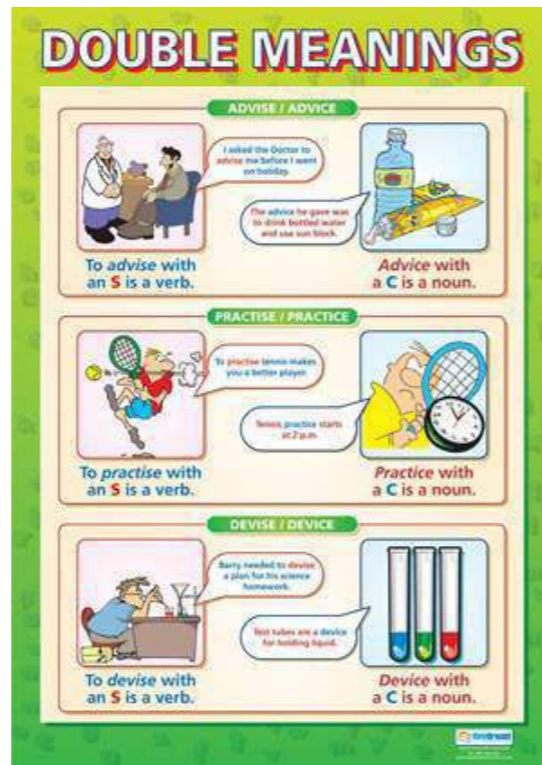 DOUBLE MEANINGS
ADVISE / ADVICE
I asked the Doctor to
advise me before I went
on holiday.
The advice he gave was
to drink bottled water
and use sun block.
To advise with
an S is a verb.
Advice with
a C is a noun.
PRACTISE / PRACTICE
To practise tennis makes
you a better player
Tennis practice starts
at 2 p.m.
To practise with
an S is a verb.
Practice with
a C is a noun.
DEVISE / DEVICE
Barry needed to devise
a plan for his science
homework.
Test tubes are a device
for holding liquid.
To devise with
an S is a verb.
Device with
a C is a noun.
daydream